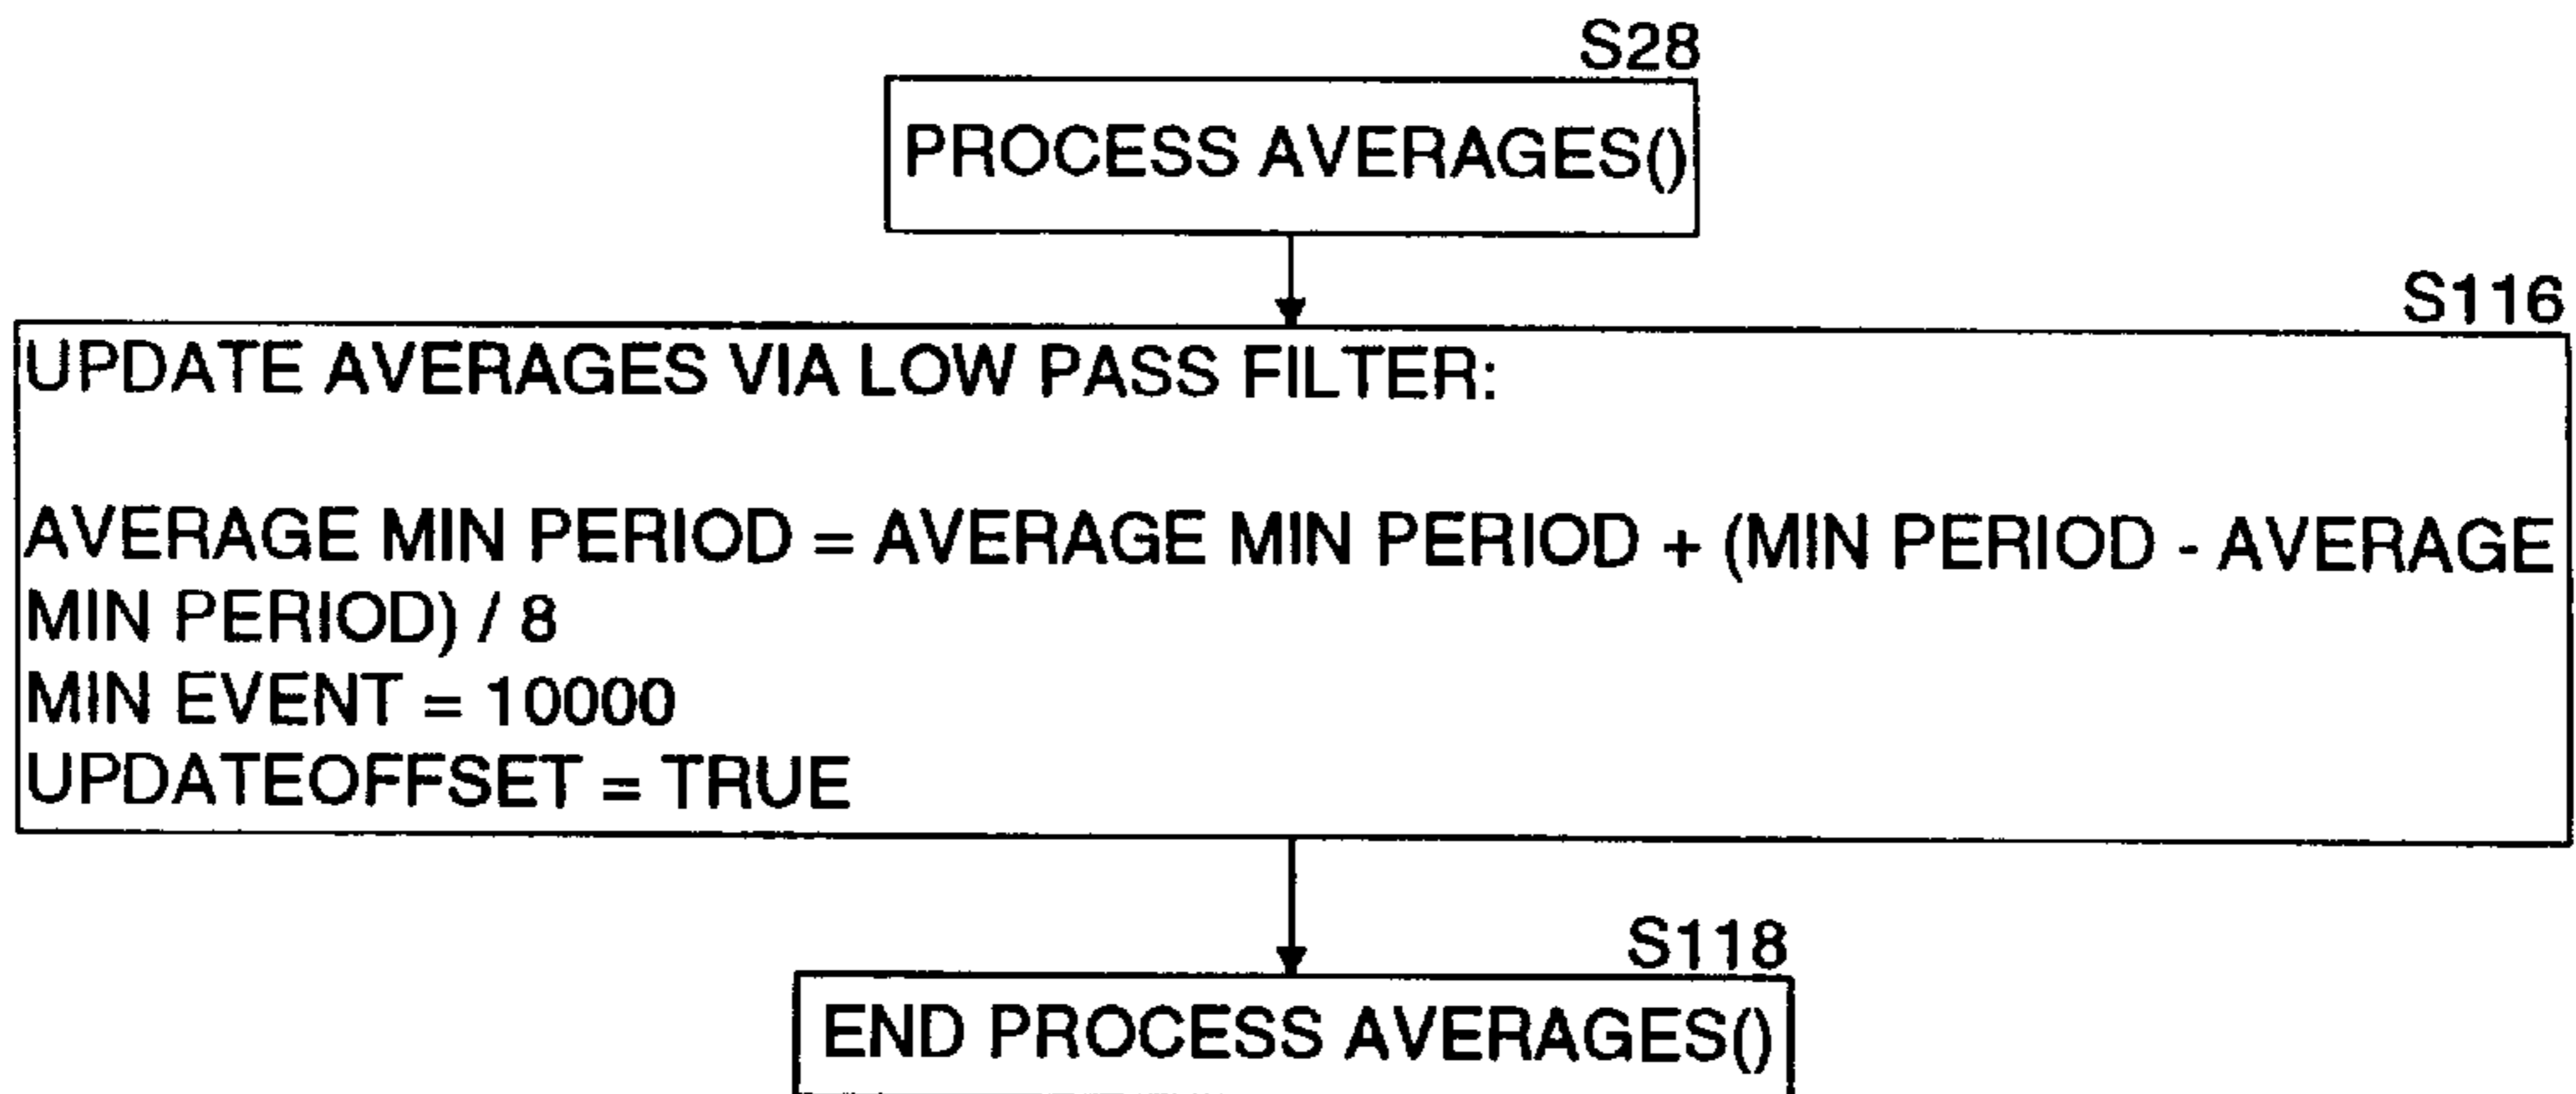 S28
PROCESS AVERAGES()
S116
UPDATE AVERAGES VIA LOW PASS FILTER:
AVERAGE MIN PERIOD = AVERAGE MIN PERIOD + (MIN PERIOD - AVERAGE
MIN PERIOD) / 8
MIN EVENT = 10000
UPDATEOFFSET = TRUE
S118
END PROCESS AVERAGES()